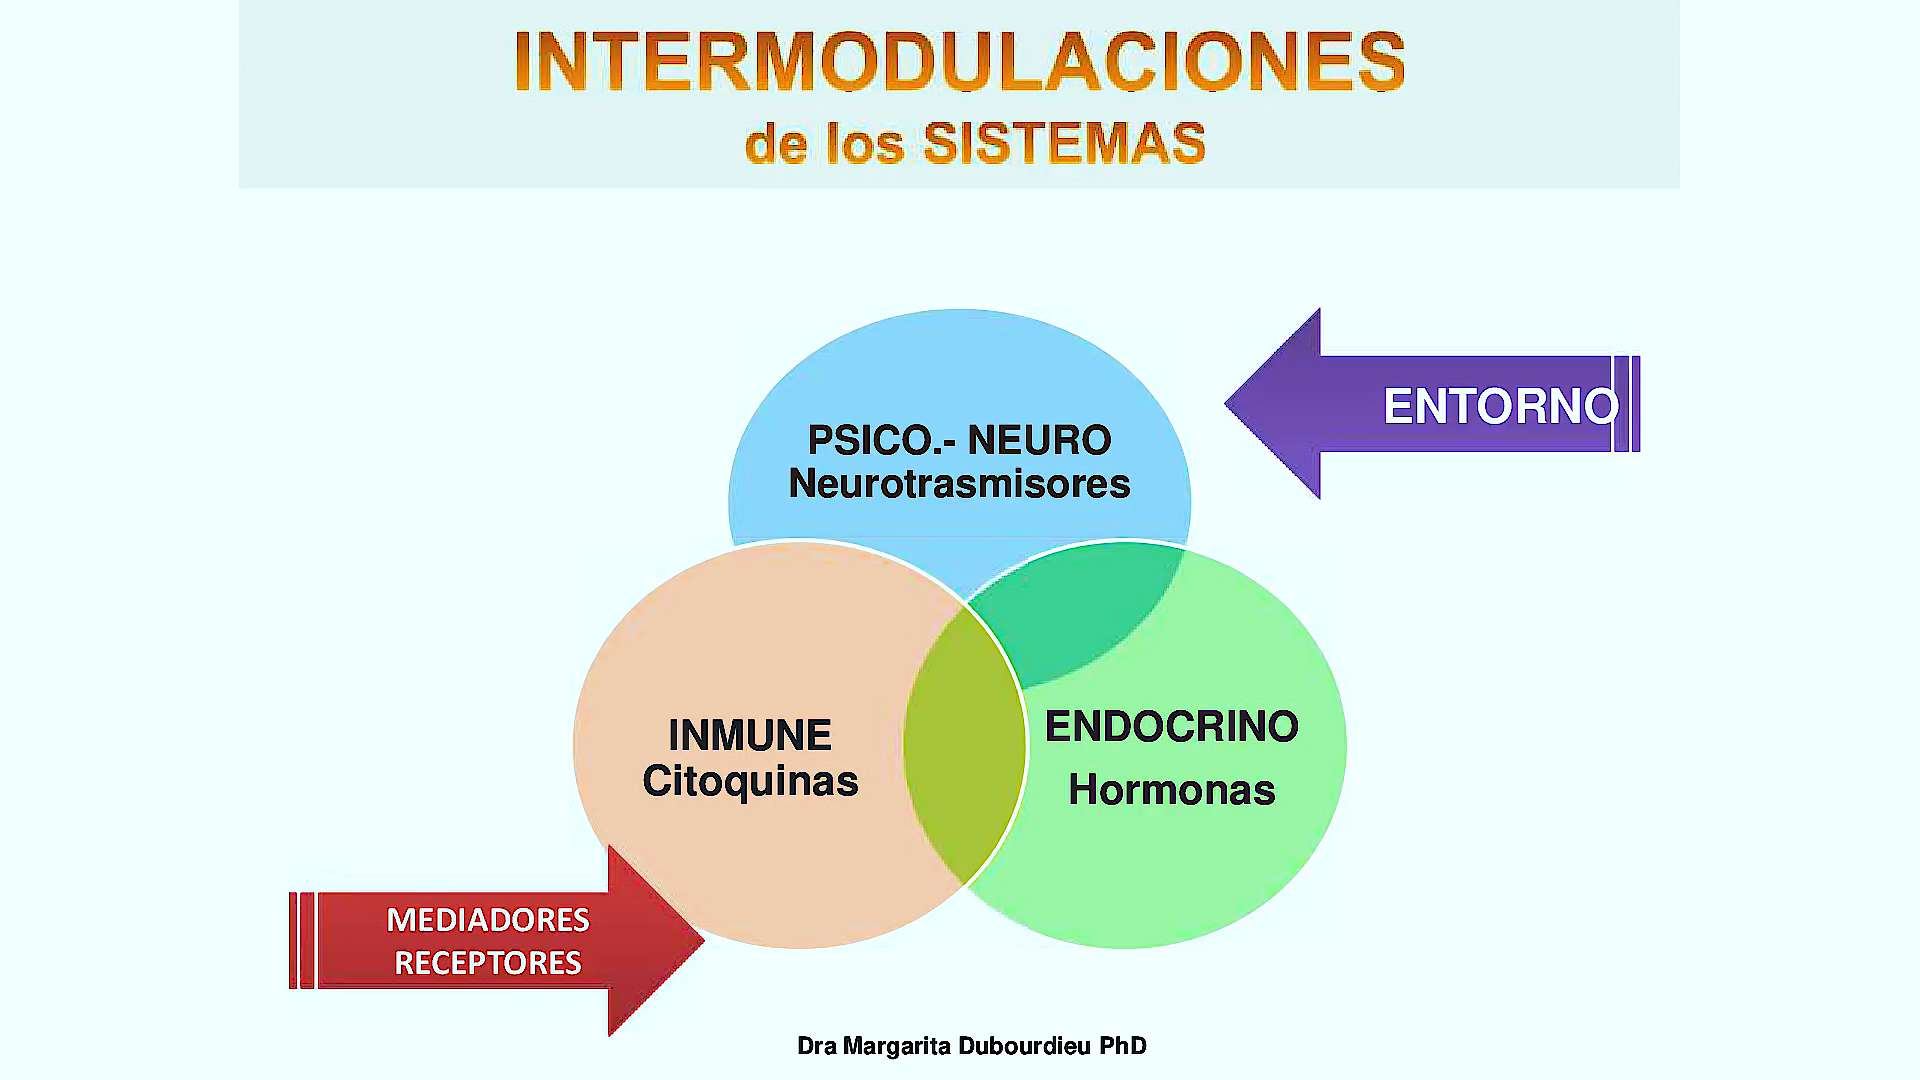 INTERMODULACIONES
de los SISTEMAS
PSICO.- NEURO
Neurotrasmisores
ENTORNO
INMUNE
Citoquinas
ENDOCRINO
Hormonas
MEDIADORES
RECEPTORES
Dra Margarita Dubourdieu PhD